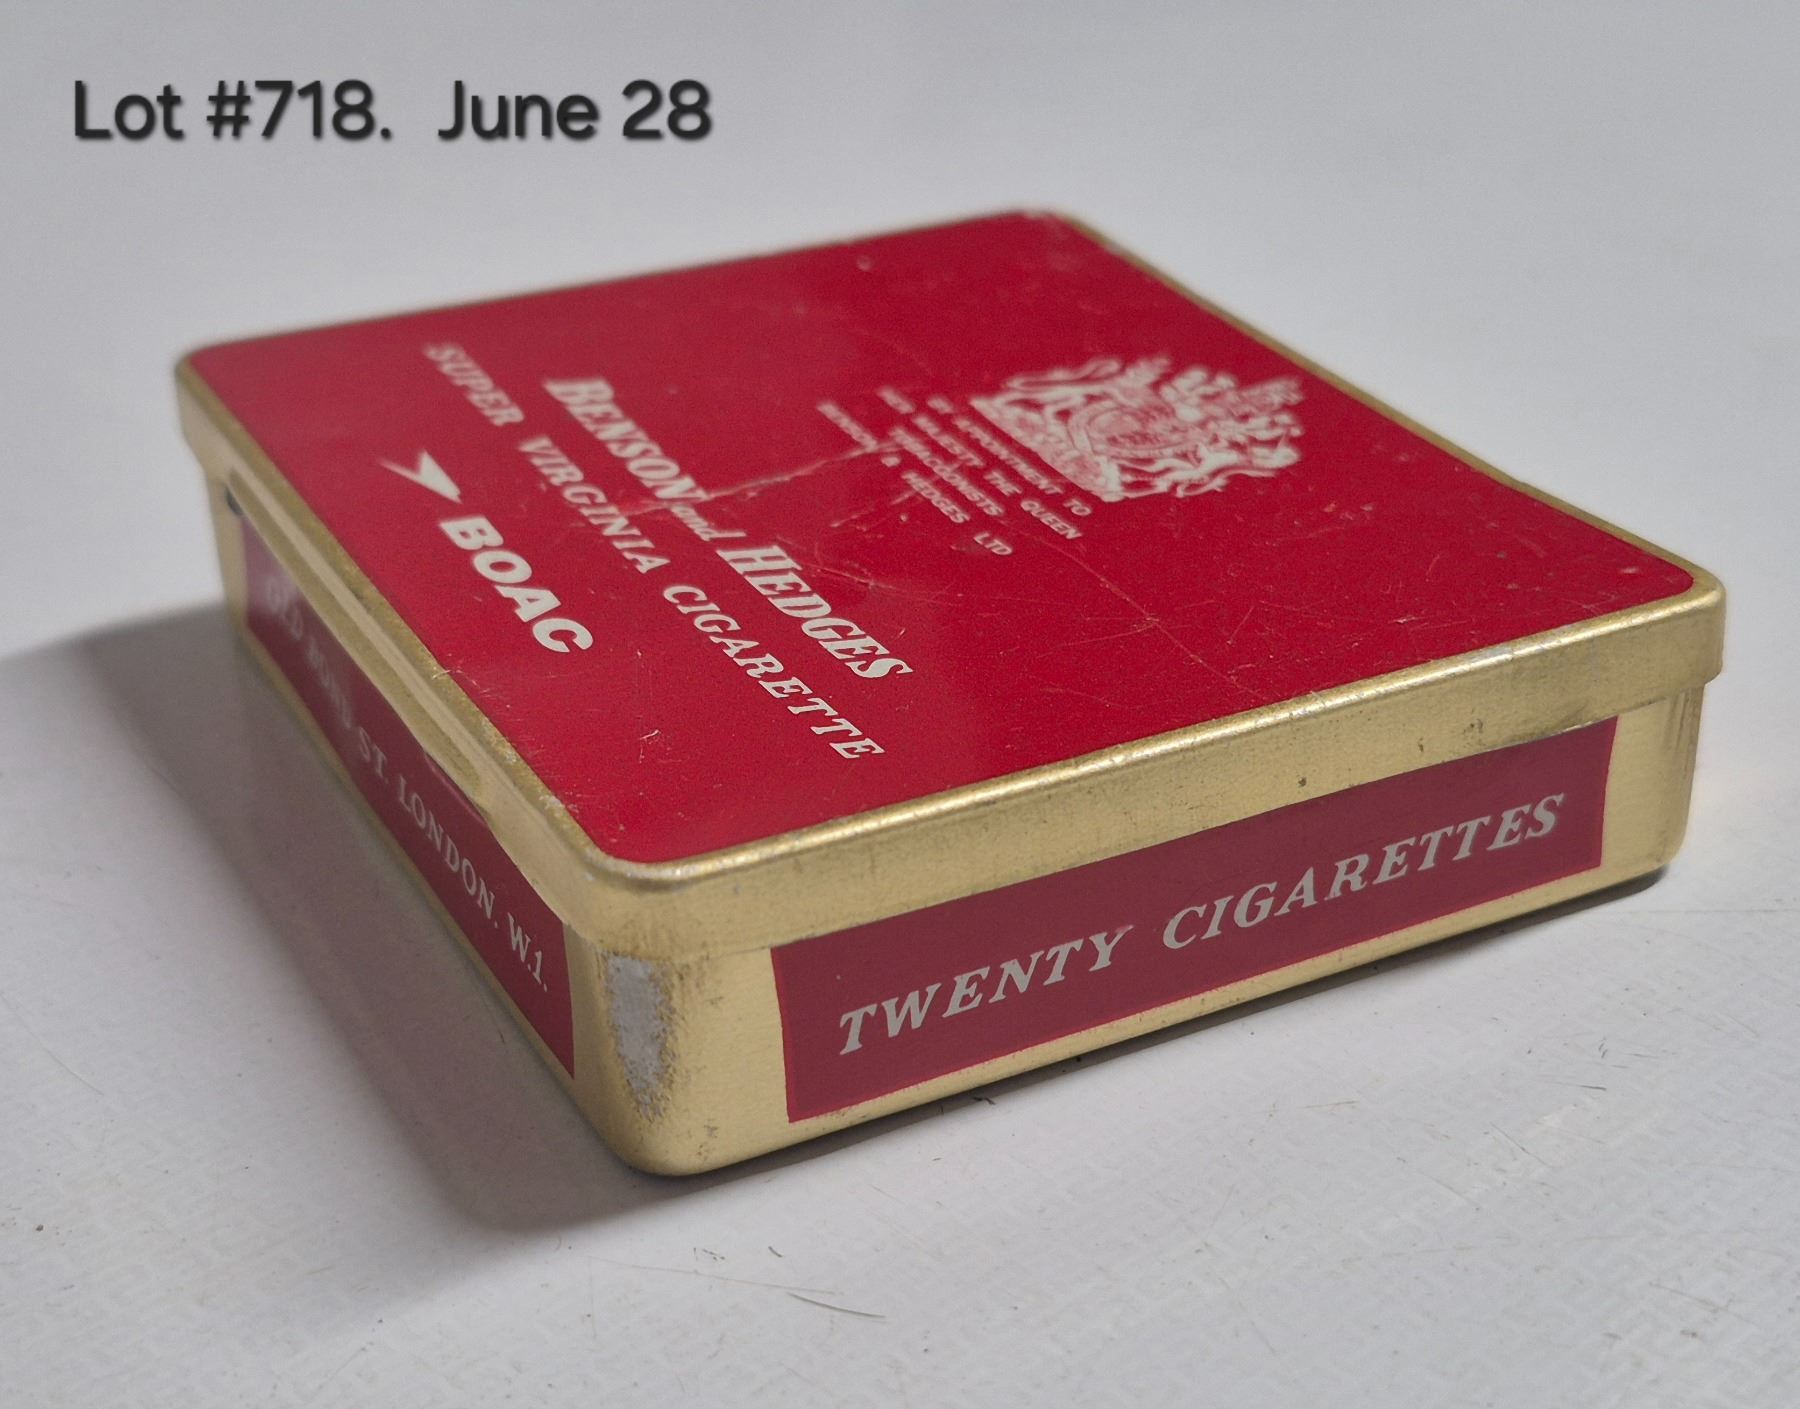 Lot #718. June 28
BY APPOINTMENT TO
HER MAJESTY THE QUEEN
TOBACCONISTS
BENSON & HEDGES LTD
BENSON and HEDGES
SUPER VIRGINIA CIGARETTE
BOAC
OLD BOND ST. LONDON. W.1.
TWENTY CIGARETTES